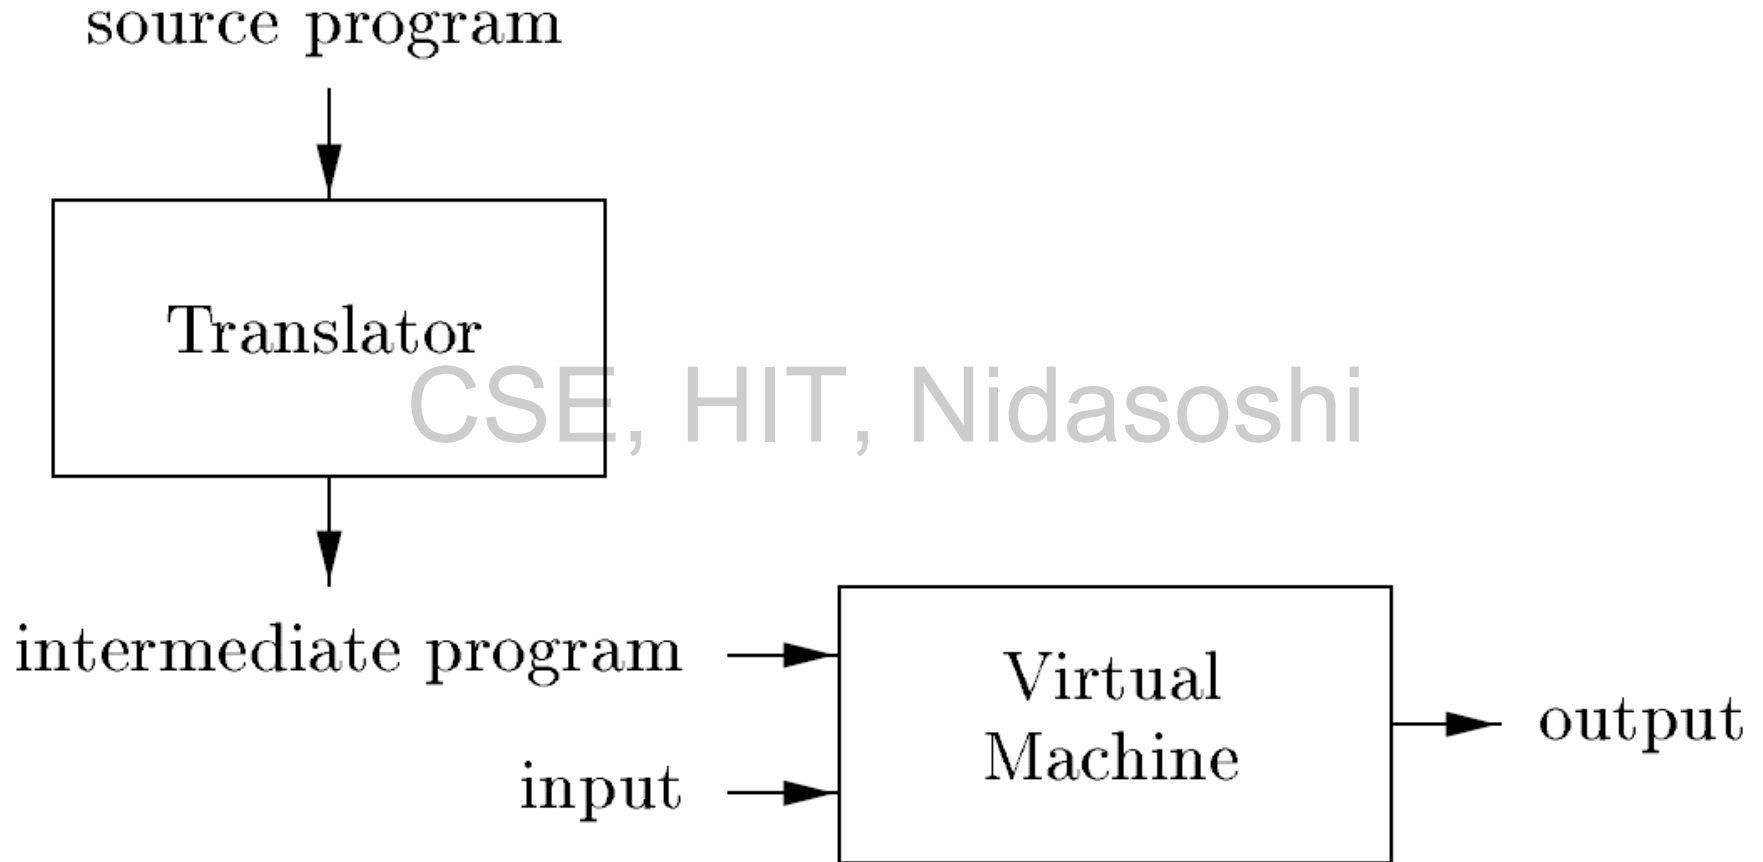 source program
Translator
CSE, HIT, Nidasoshi
intermediate program
Virtual
Machine
output
input